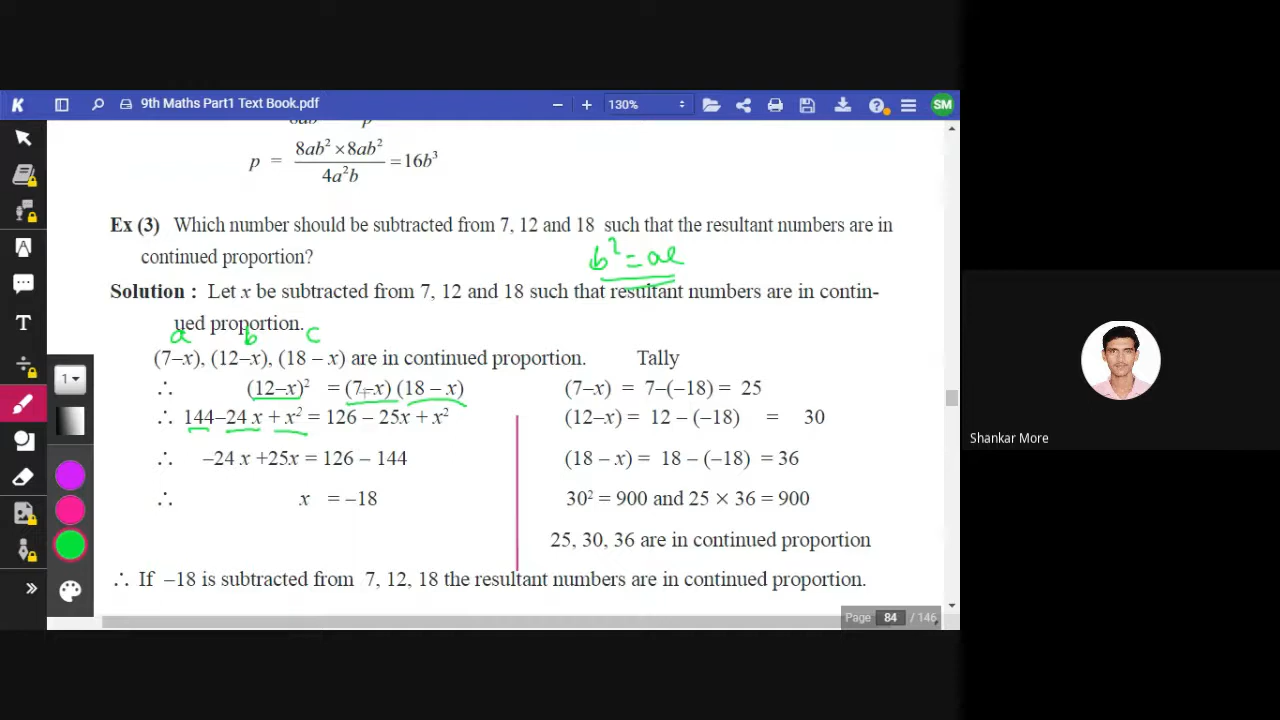 K 9th Maths Part1 Text Book.pdf 130% SM
p = 8ab² × 8ab² / 4a²b = 16b³
Ex (3) Which number should be subtracted from 7, 12 and 18 such that the resultant numbers are in
continued proportion?
b² = ac
Solution : Let x be subtracted from 7, 12 and 18 such that resultant numbers are in contin-
ued proportion.
a b c
(7–x), (12–x), (18 – x) are in continued proportion. Tally
∴ (12–x)² = (7–x) (18 – x) (7–x) = 7–(–18) = 25
∴ 144–24 x + x² = 126 – 25x + x² (12–x) = 12 – (–18) = 30
∴ –24 x +25x = 126 – 144 (18 – x) = 18 – (–18) = 36
∴ x = –18 30² = 900 and 25 × 36 = 900
25, 30, 36 are in continued proportion
∴ If –18 is subtracted from 7, 12, 18 the resultant numbers are in continued proportion.
Page 84 / 146
Shankar More
T
1